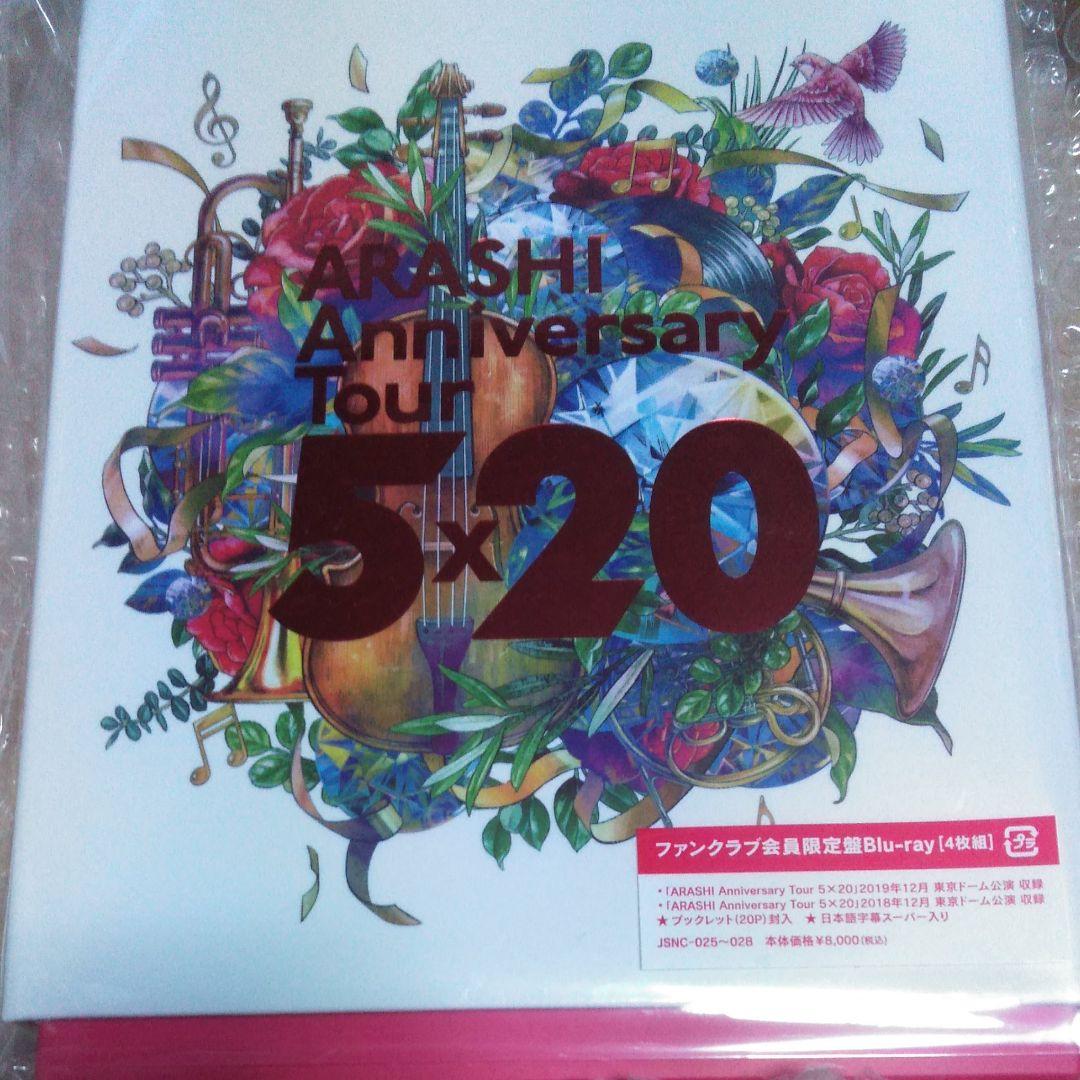 ARASHI
Anniversary
Tour
5×20
ファンクラブ会員限定盤Blu-ray[4枚組] プラ
・「ARASHI Anniversary Tour 5×20」2019年12月 東京ドーム公演 収録
・「ARASHI Anniversary Tour 5×20」2018年12月 東京ドーム公演 収録
★ブックレット(20P)封入 ★日本語字幕スーパー入り
JSNC-025〜028 本体価格¥8,000(税込)